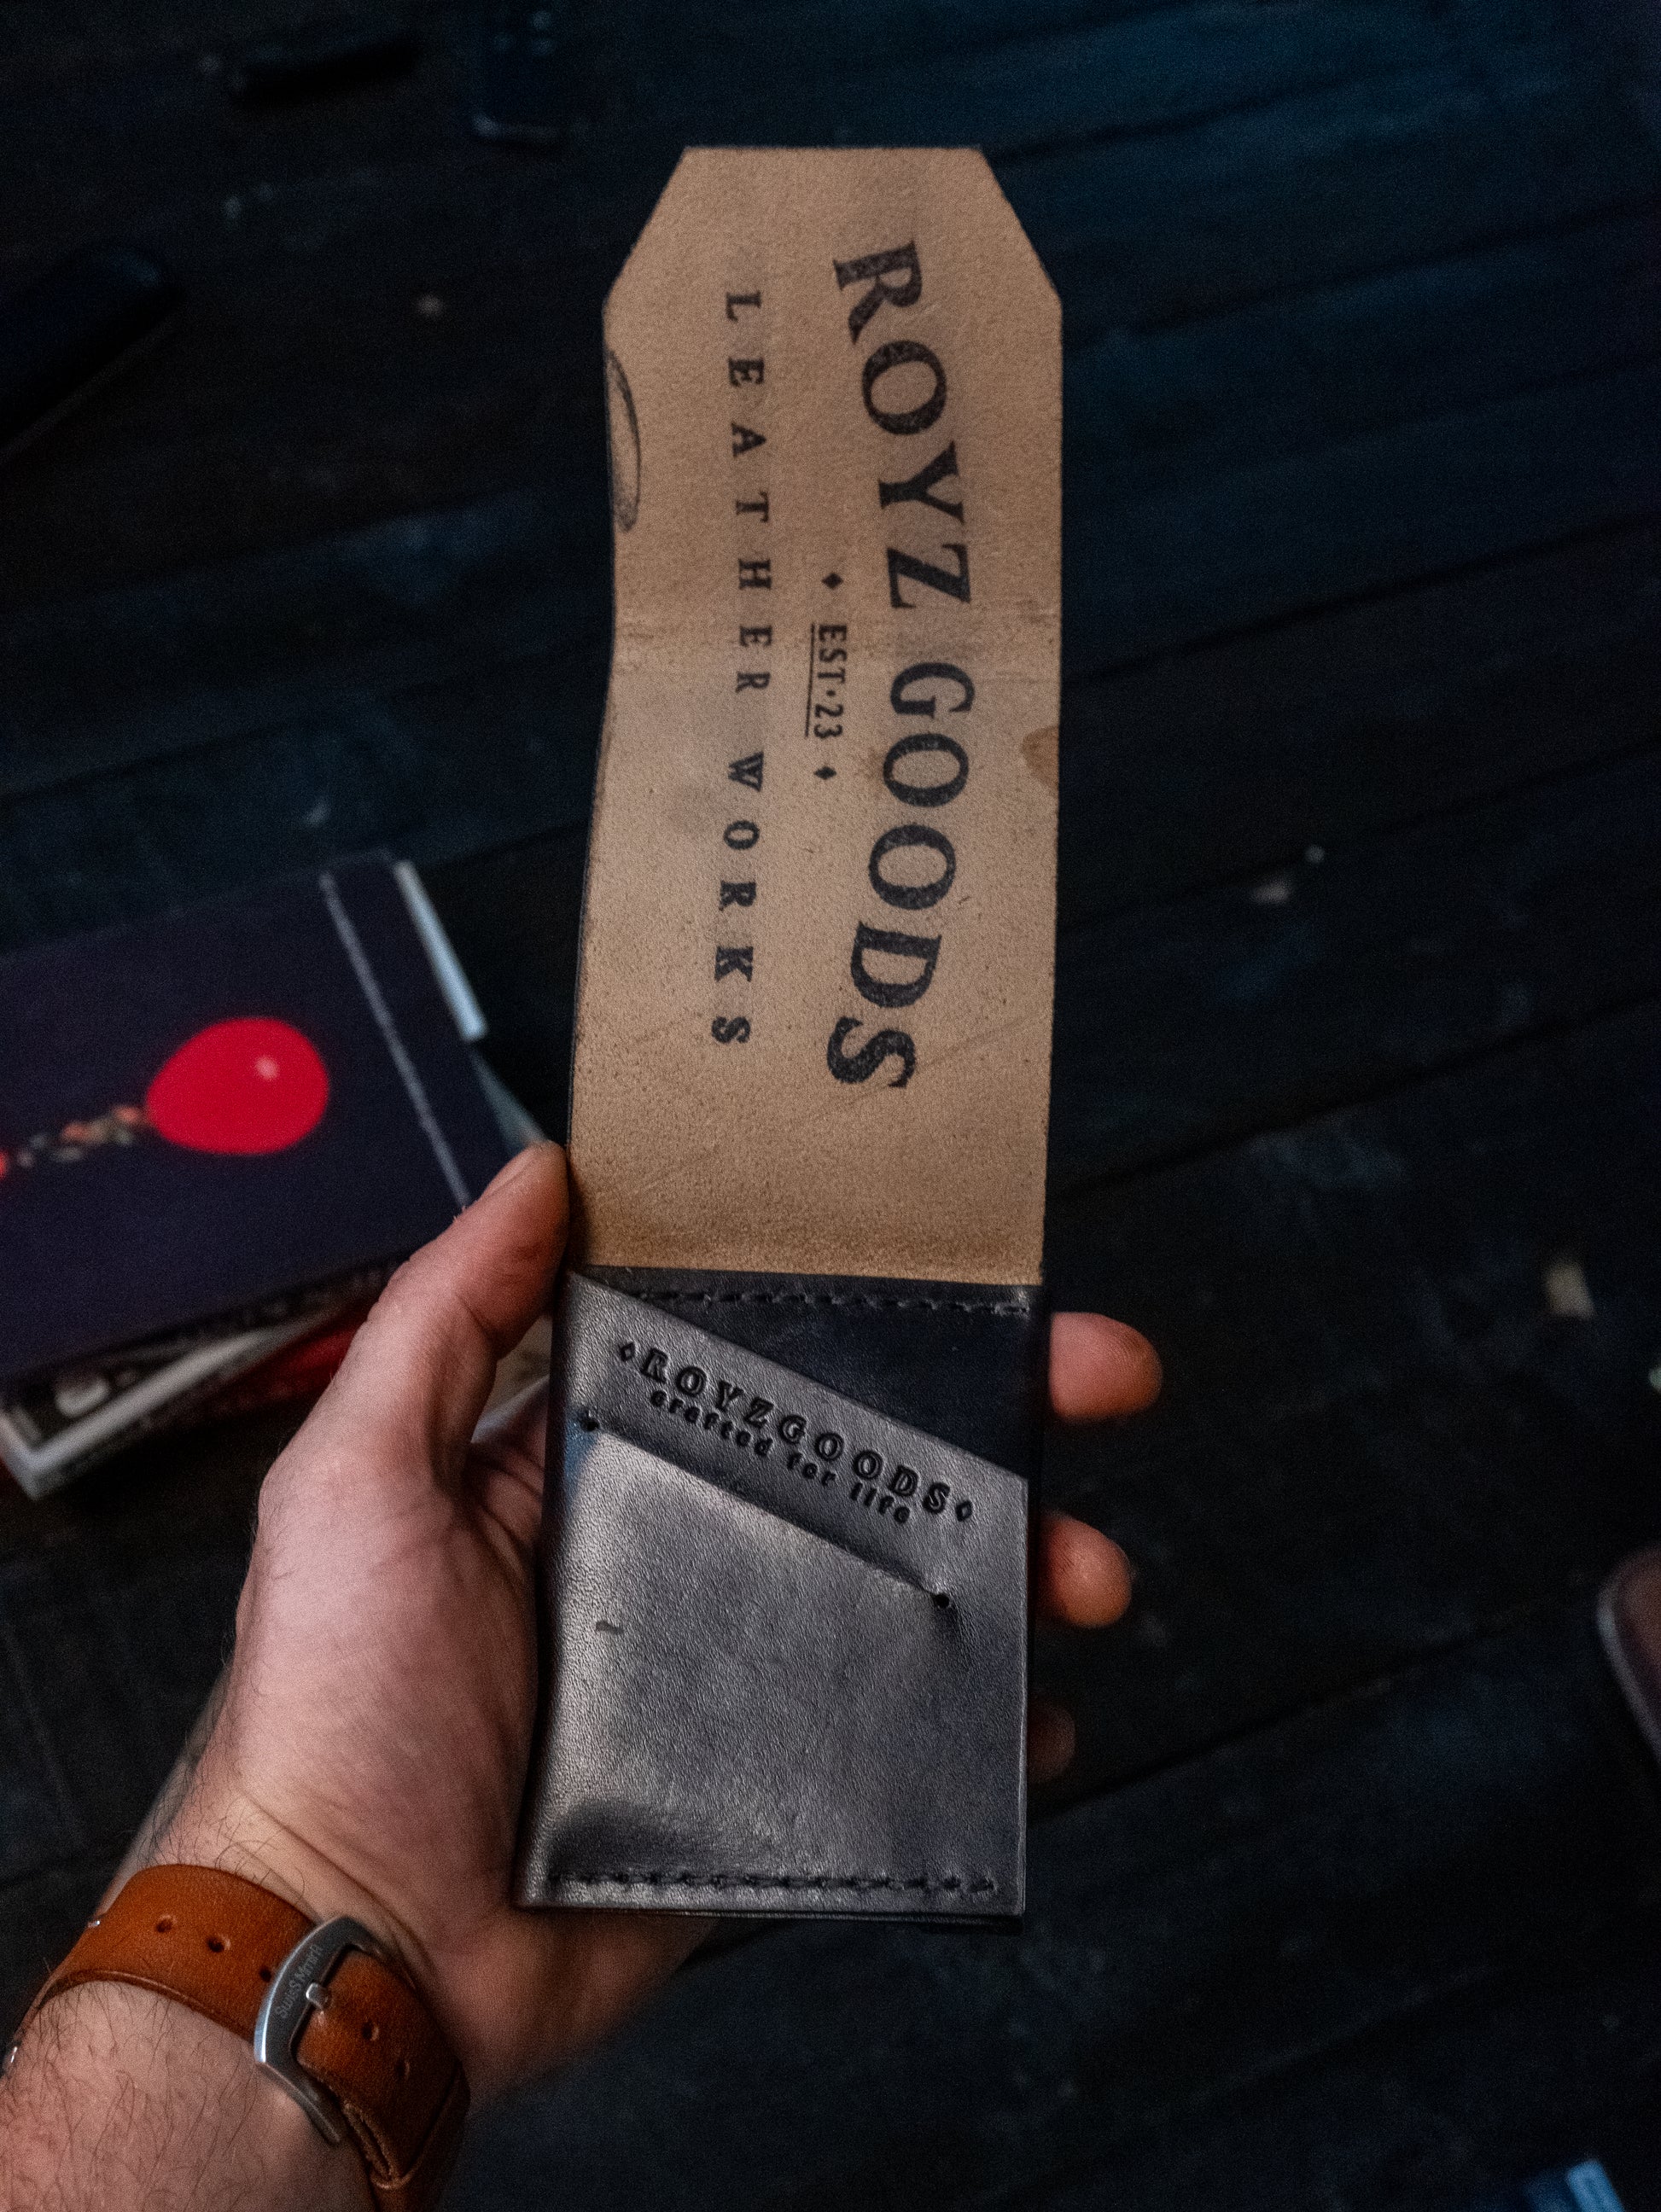 ROYZ GOODS
♦ EST·23 ♦
LEATHER WORKS
ROYZGOODS
crafted for life